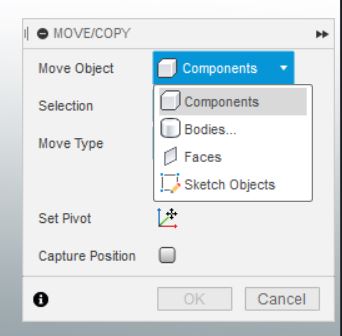 MOVE/COPY
Move Object Components
Components
Selection
Bodies...
Move Type
Faces
Sketch Objects
Set Pivot
Capture Position
OK Cancel